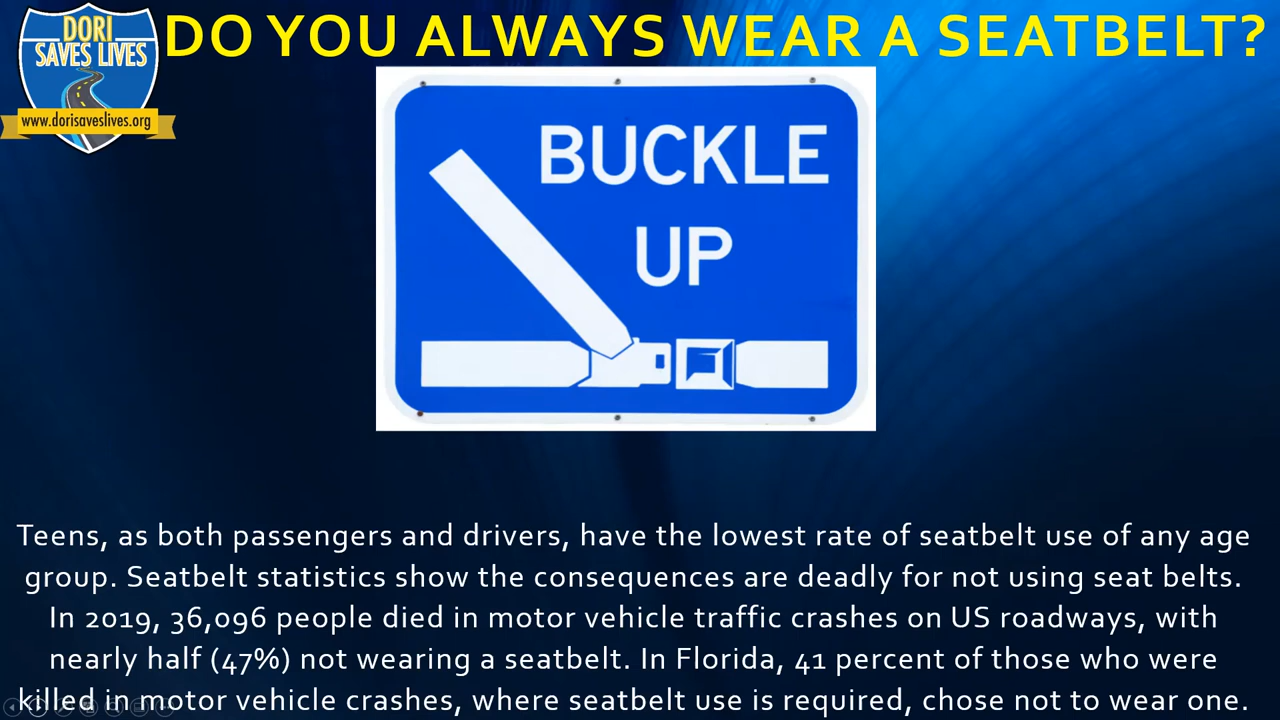 DORI
SAVES LIVES
www.dorisaveslives.org
DO YOU ALWAYS WEAR A SEATBELT?
BUCKLE
UP
Teens, as both passengers and drivers, have the lowest rate of seatbelt use of any age
group. Seatbelt statistics show the consequences are deadly for not using seat belts.
In 2019, 36,096 people died in motor vehicle traffic crashes on US roadways, with
nearly half (47%) not wearing a seatbelt. In Florida, 41 percent of those who were
killed in motor vehicle crashes, where seatbelt use is required, chose not to wear one.